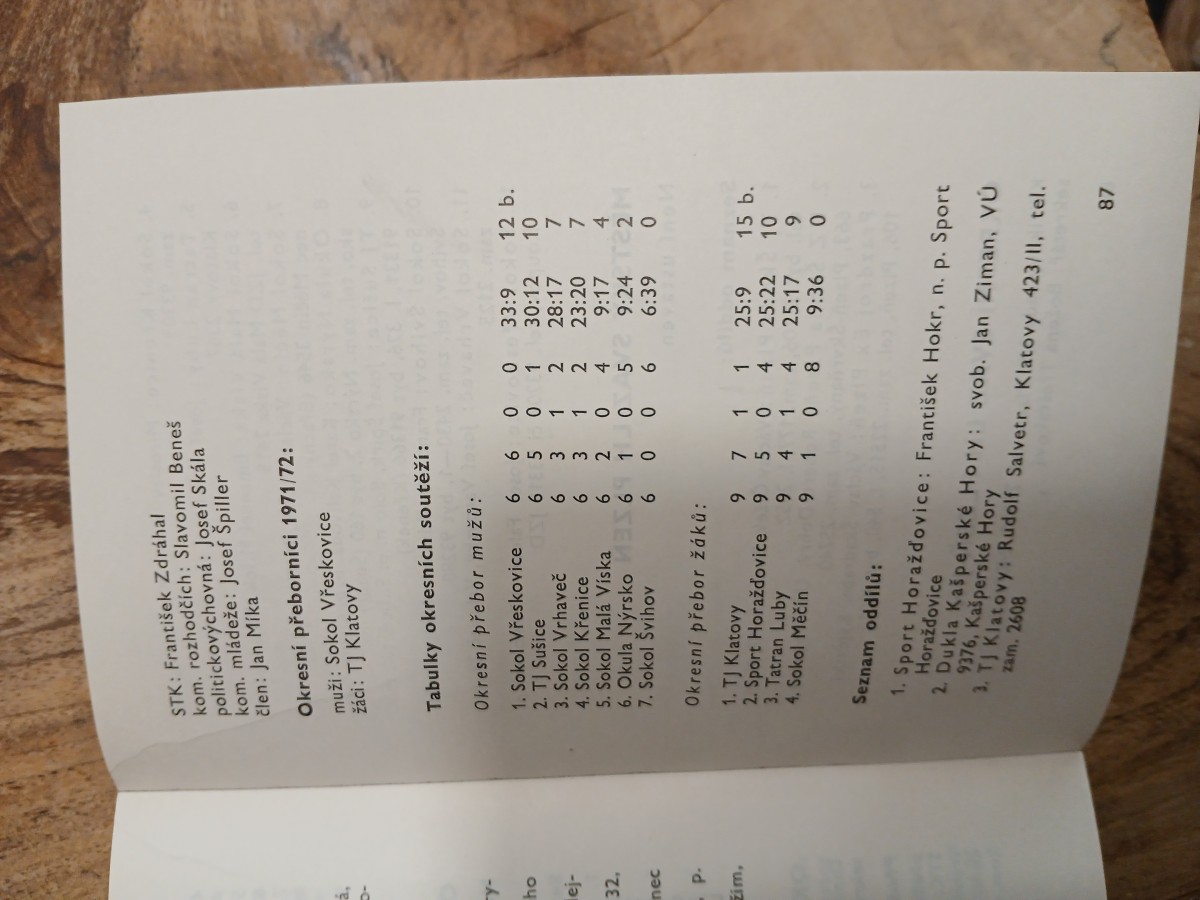 STK: František Zdráhal
kom. rozhodčích: Slavomil Beneš
politickovýchovná: Josef Skála
kom. mládeže: Josef Špiller
člen: Jan Mika
Okresní přeborníci 1971/72:
muži: Sokol Vřeskovice
žáci: TJ Klatovy
Tabulky okresních soutěží:
Okresní přebor mužů:
1. Sokol Vřeskovice 6 6 0 0 33:9 12 b.
2. TJ Sušice 6 5 0 1 30:12 10
3. Sokol Vrhaveč 6 3 1 2 28:17 7
4. Sokol Křenice 6 3 1 2 23:20 7
5. Sokol Malá Víska 6 2 0 4 9:17 4
6. Okula Nýrsko 6 1 0 5 9:24 2
7. Sokol Švihov 6 0 0 6 6:39 0
Okresní přebor žáků:
1. TJ Klatovy 9 7 1 1 25:9 15 b.
2. Sport Horažďovice 9 5 0 4 25:22 10
3. Tatran Luby 9 4 1 4 25:17 9
4. Sokol Měčín 9 1 0 8 9:36 0
Seznam oddílů:
1. Sport Horažďovice: František Hokr, n. p. Sport
Horažďovice
2. Dukla Kašperské Hory: svob. Jan Ziman, VÚ
9376, Kašperské Hory
3. TJ Klatovy: Rudolf Salvetr, Klatovy 423/II, tel.
zam. 2608
87
á,
o-
ry-
ho
lej-
32,
nec
, p.
žim,